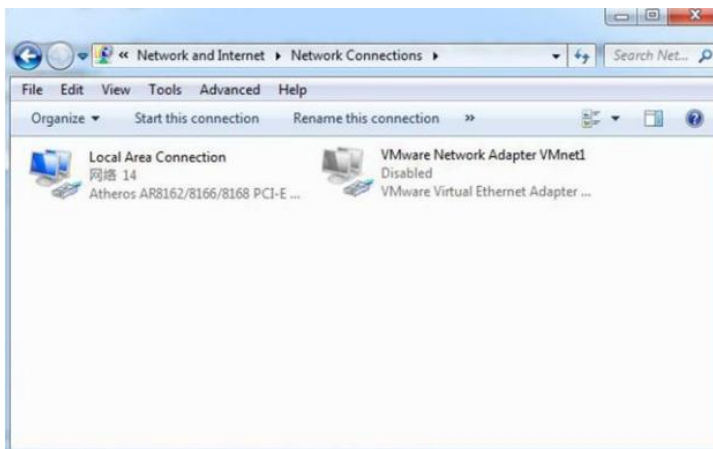 « Network and Internet ▸ Network Connections ▸
Search Net...
File Edit View Tools Advanced Help
Organize ▼ Start this connection Rename this connection »
Local Area Connection
网络 14
Atheros AR8162/8166/8168 PCI-E ...
VMware Network Adapter VMnet1
Disabled
VMware Virtual Ethernet Adapter ...